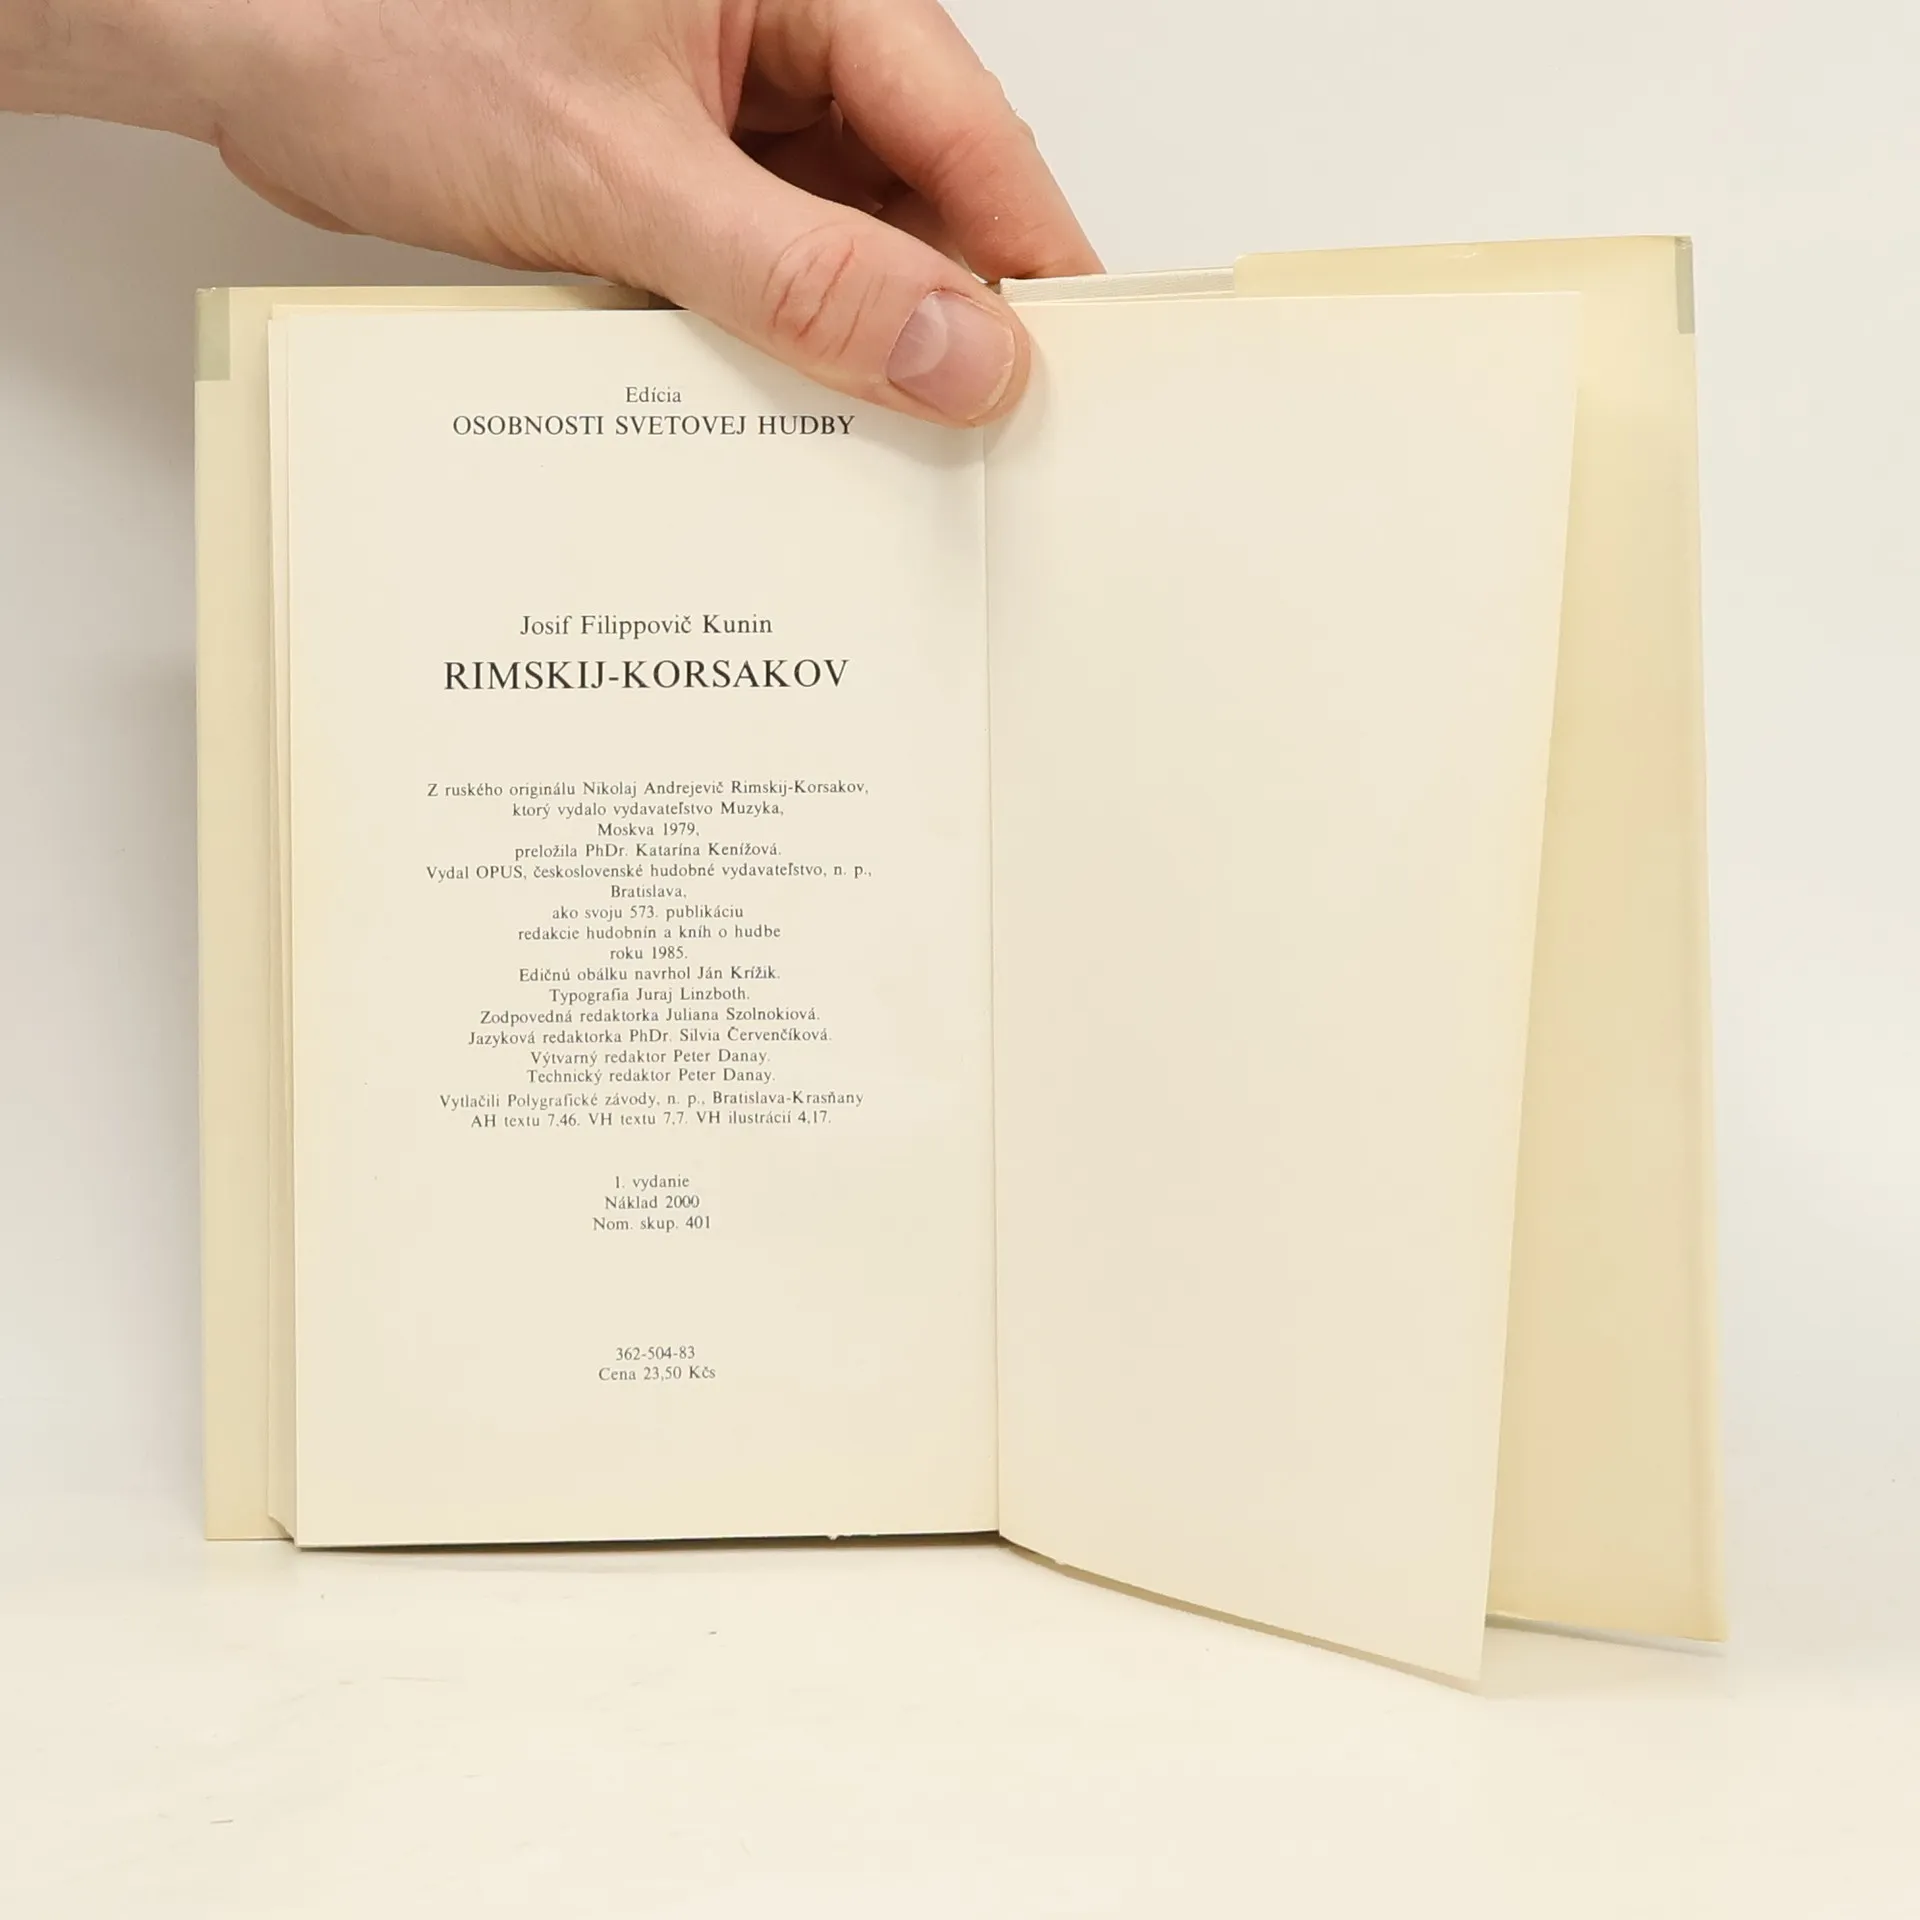 Edícia
OSOBNOSTI SVETOVEJ HUDBY
Josif Filippovič Kunin
RIMSKIJ-KORSAKOV
Z ruského originálu Nikolaj Andrejevič Rimskij-Korsakov,
ktorý vydalo vydavateľstvo Muzyka,
Moskva 1979,
preložila PhDr. Katarína Kenížová.
Vydal OPUS, československé hudobné vydavateľstvo, n. p.,
Bratislava,
ako svoju 573. publikáciu
redakcie hudobnín a kníh o hudbe
roku 1985.
Edičnú obálku navrhol Ján Krížik.
Typografia Juraj Linzboth.
Zodpovedná redaktorka Juliana Szolnokiová.
Jazyková redaktorka PhDr. Silvia Červenčíková.
Výtvarný redaktor Peter Danay.
Technický redaktor Peter Danay.
Vytlačili Polygrafické závody, n. p., Bratislava-Krasňany
AH textu 7,46. VH textu 7,7. VH ilustrácií 4,17.
1. vydanie
Náklad 2000
Nom. skup. 401
362-504-83
Cena 23,50 Kčs